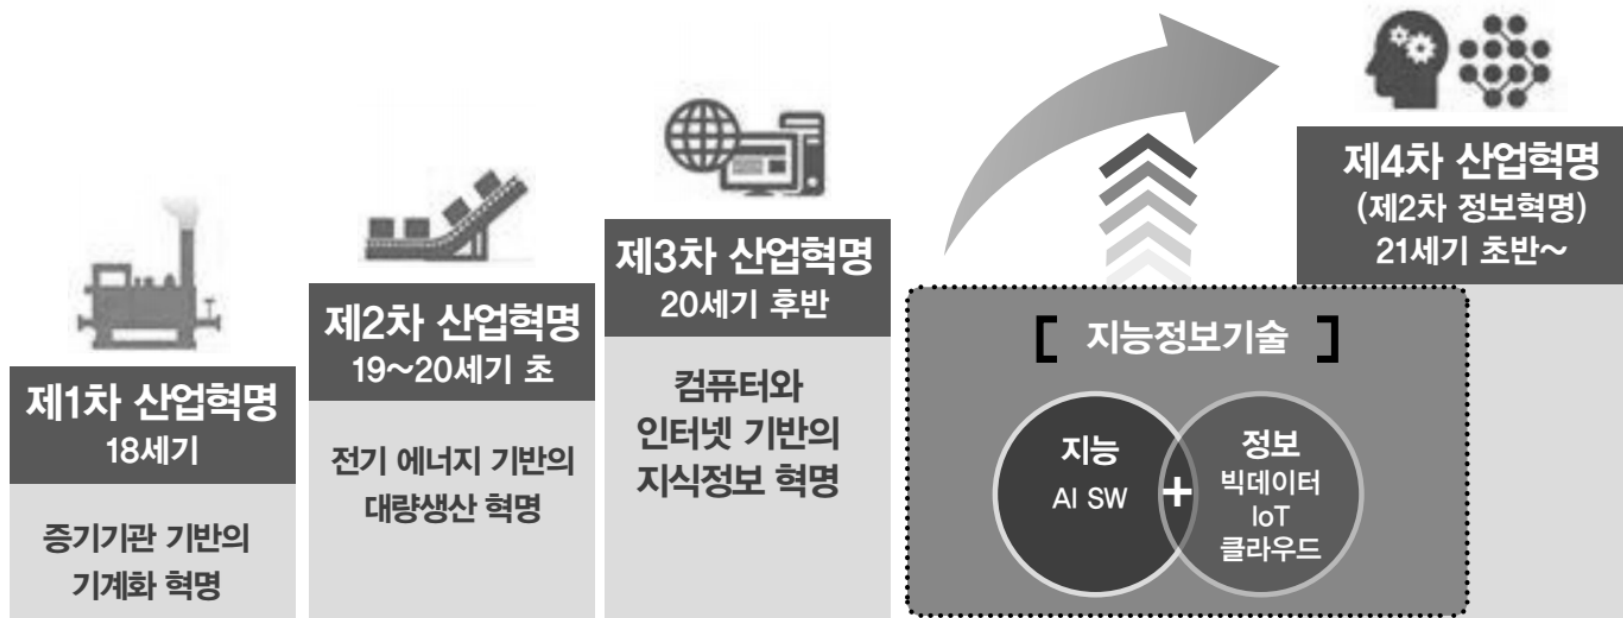 제1차 산업혁명
18세기
증기기관 기반의
기계화 혁명
제2차 산업혁명
19~20세기 초
전기 에너지 기반의
대량생산 혁명
제3차 산업혁명
20세기 후반
컴퓨터와
인터넷 기반의
지식정보 혁명
[ 지능정보기술 ]
지능
AI SW
+
정보
빅데이터
IoT
클라우드
제4차 산업혁명
(제2차 정보혁명)
21세기 초반~